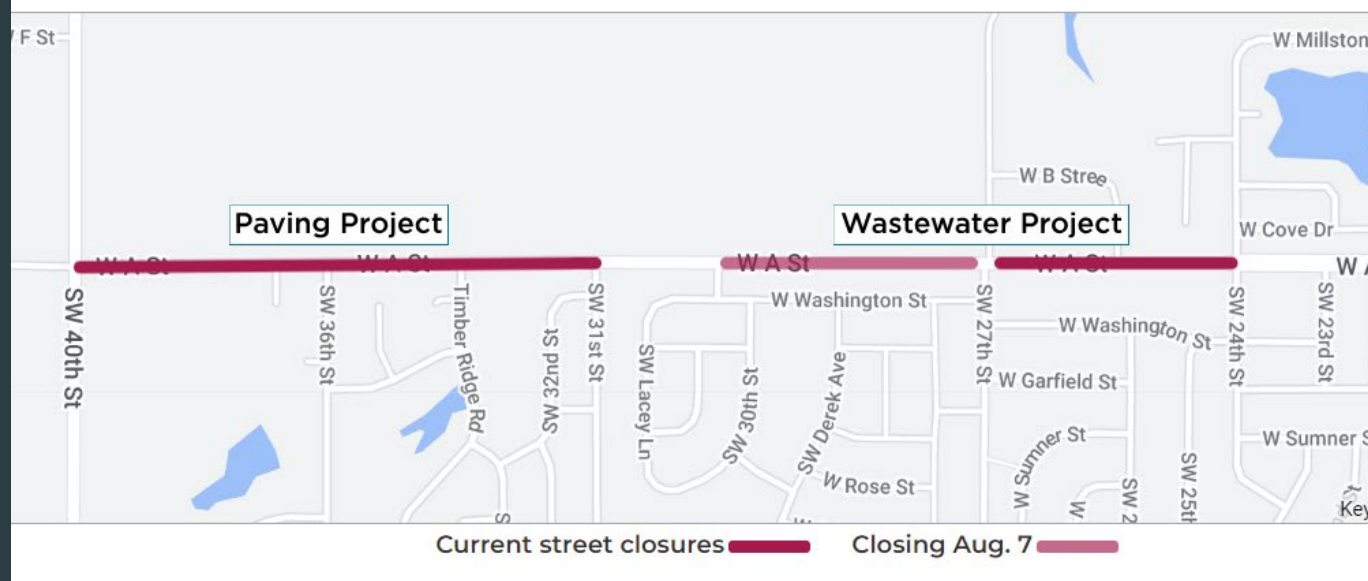 F St
W Millston
W B Stree
Paving Project
Wastewater Project
W Cove Dr
W A St
W A St
W A St
W A St
W A
SW 40th St
SW 36th St
Timber Ridge Rd
SW 32nd St
SW 31st St
SW Lacey Ln
W Washington St
SW 30th St
SW Derek Ave
W Rose St
SW 27th St
W Washington St
W Garfield St
W Sumner St
W
SW 2
SW 25th
SW 24th St
SW 23rd St
W Sumner S
Key
Current street closures
Closing Aug. 7